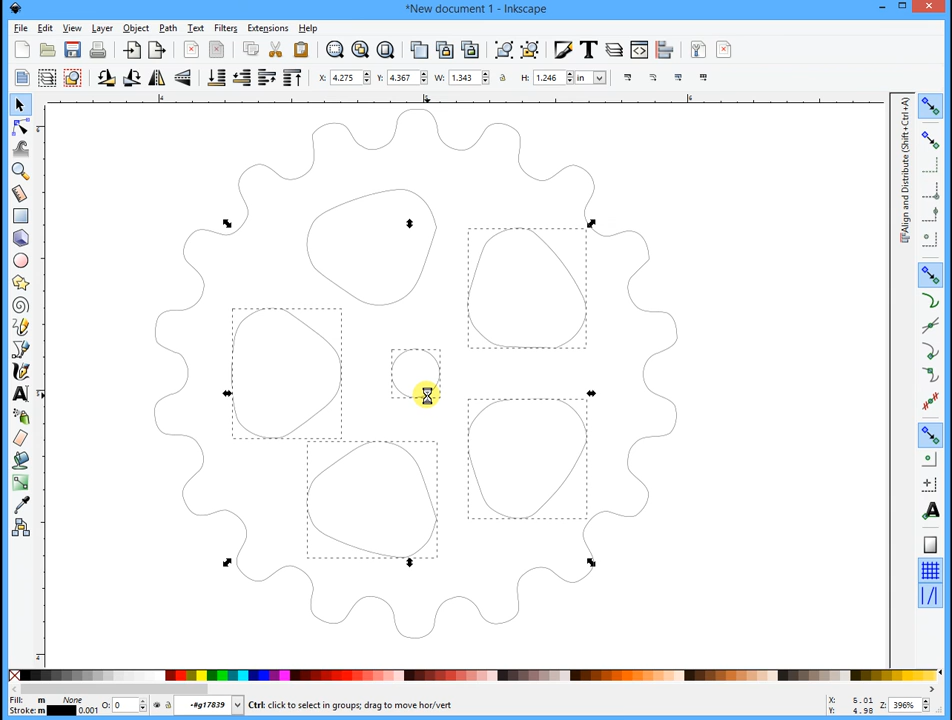 *New document 1 - Inkscape
File Edit View Layer Object Path Text Filters Extensions Help
X: 4.275 Y: 4.367 W: 1.343 H: 1.246 in
Align and Distribute (Shift+Ctrl+A)
Fill: m None O: 0 -#g17839 Ctrl: click to select in groups; drag to move hor/vert X: 5.01 Z: 396%
Stroke: m 0.001 Y: 4.98